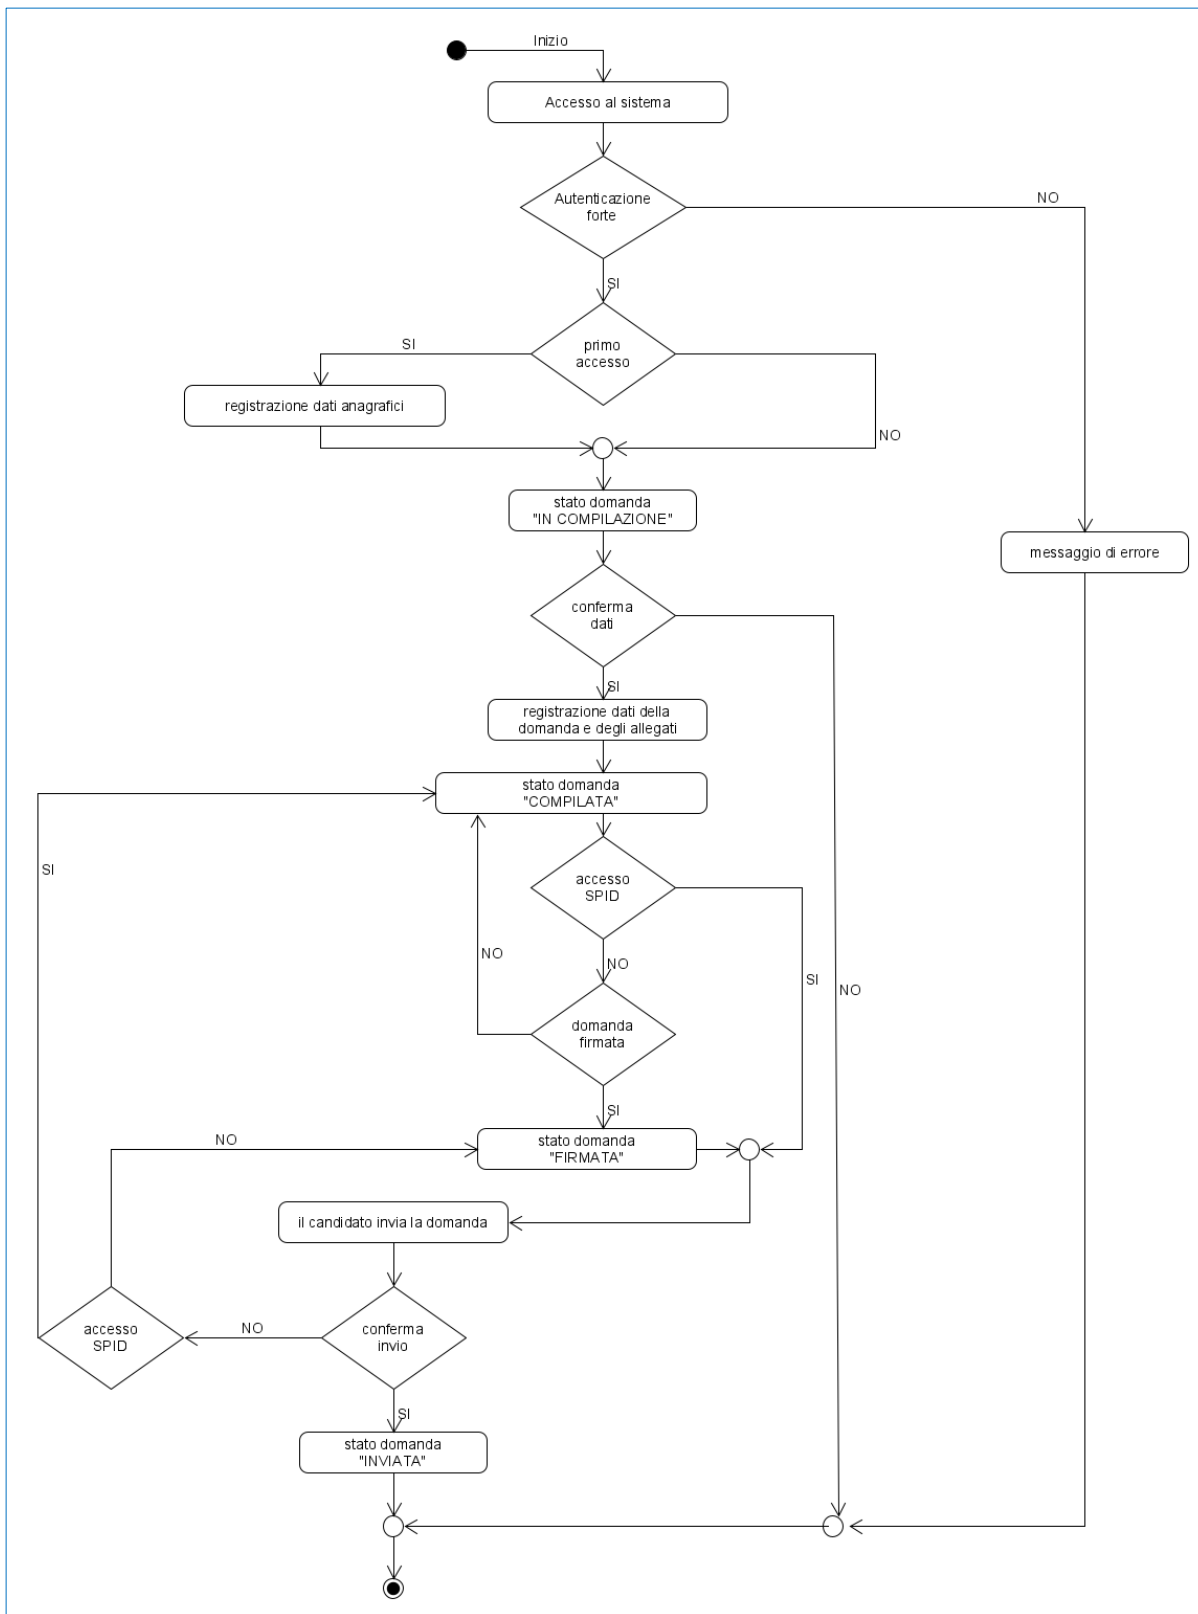 Inizio
Accesso al sistema
Autenticazione
forte
NO
SI
primo
accesso
SI
registrazione dati anagrafici
NO
stato domanda
"IN COMPILAZIONE"
messaggio di errore
conferma
dati
SI
registrazione dati della
domanda e degli allegati
stato domanda
"COMPILATA"
SI
accesso
SPID
NO
NO
SI
NO
domanda
firmata
SI
NO
stato domanda
"FIRMATA"
il candidato invia la domanda
accesso
SPID
NO
conferma
invio
SI
stato domanda
"INVIATA"